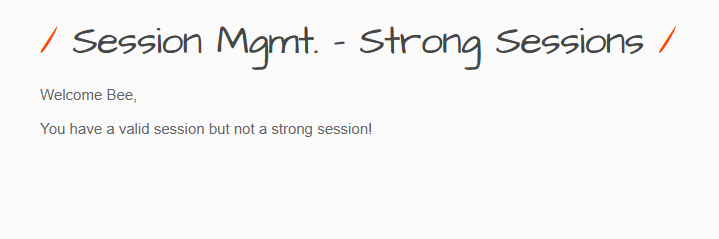 / Session Mgmt. - Strong Sessions /
Welcome Bee,
You have a valid session but not a strong session!